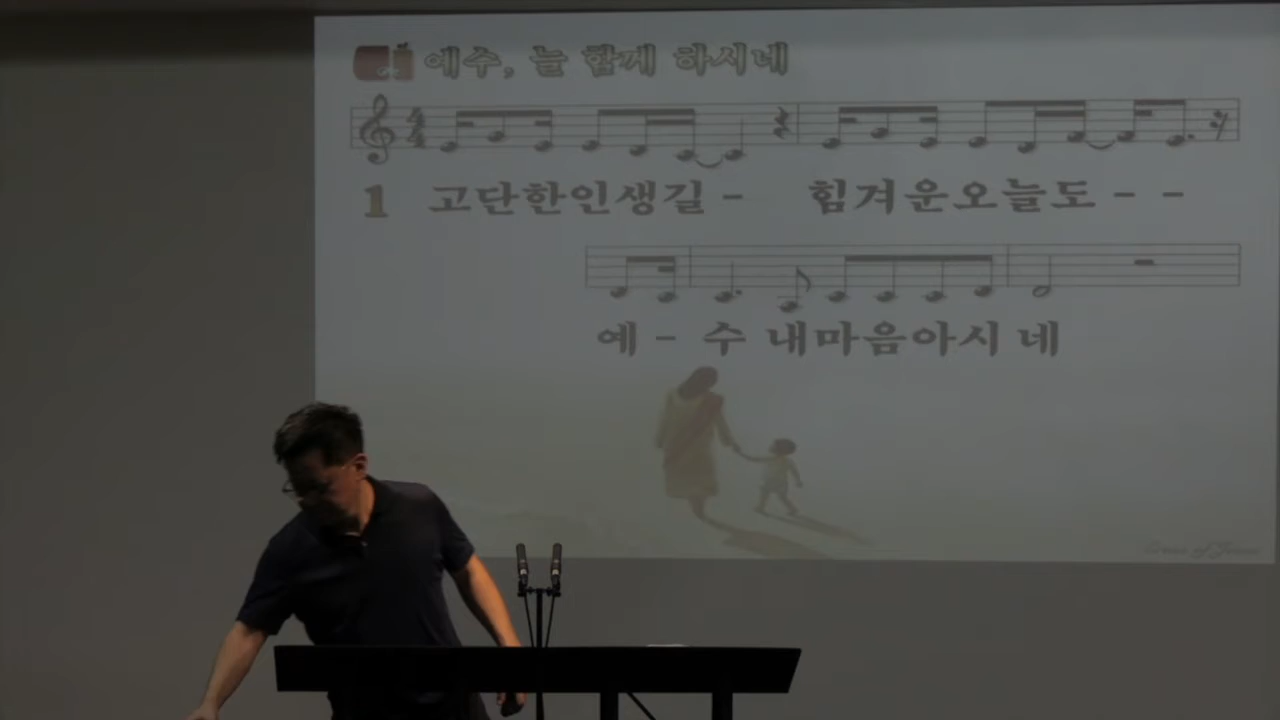 예수, 늘 함께 하시네
1 고단한인생길 - 힘겨운오늘도 - -
예 - 수 내마음아시 네